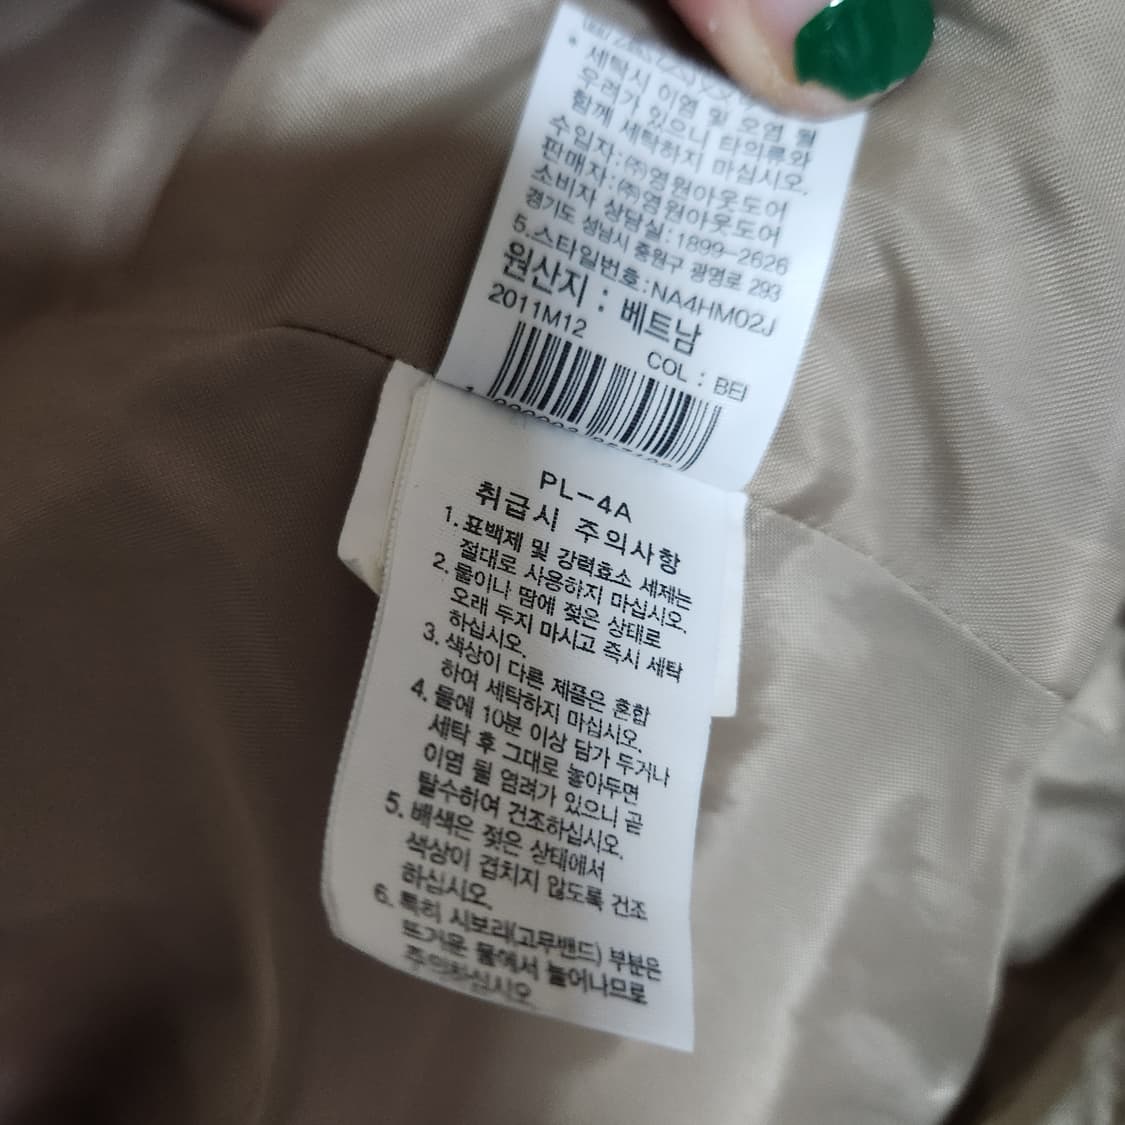 * 세탁시 이염 및 오염 될
우려가 있으니 타의류와
함께 세탁하지 마십시오.
수입자:㈜영원아웃도어
판매자:㈜영원아웃도어
소비자 상담실:1899-2626
경기도 성남시 중원구 광명로 293
5.스타일번호:NA4HM02J
원산지 : 베트남
2011M12
COL : BEI
PL-4A
취급시 주의사항
1. 표백제 및 강력효소 세제는
절대로 사용하지 마십시오.
2. 물이나 땀에 젖은 상태로
오래 두지 마시고 즉시 세탁
하십시오.
3. 색상이 다른 제품은 혼합
하여 세탁하지 마십시오.
4. 물에 10분 이상 담가 두거나
세탁 후 그대로 놓아두면
이염 될 염려가 있으니 곧
탈수하여 건조하십시오.
5. 배색은 젖은 상태에서
색상이 겹치지 않도록 건조
하십시오.
6. 특히 시보리(고무밴드) 부분은
뜨거운 물에서 늘어나므로
주의하십시오.